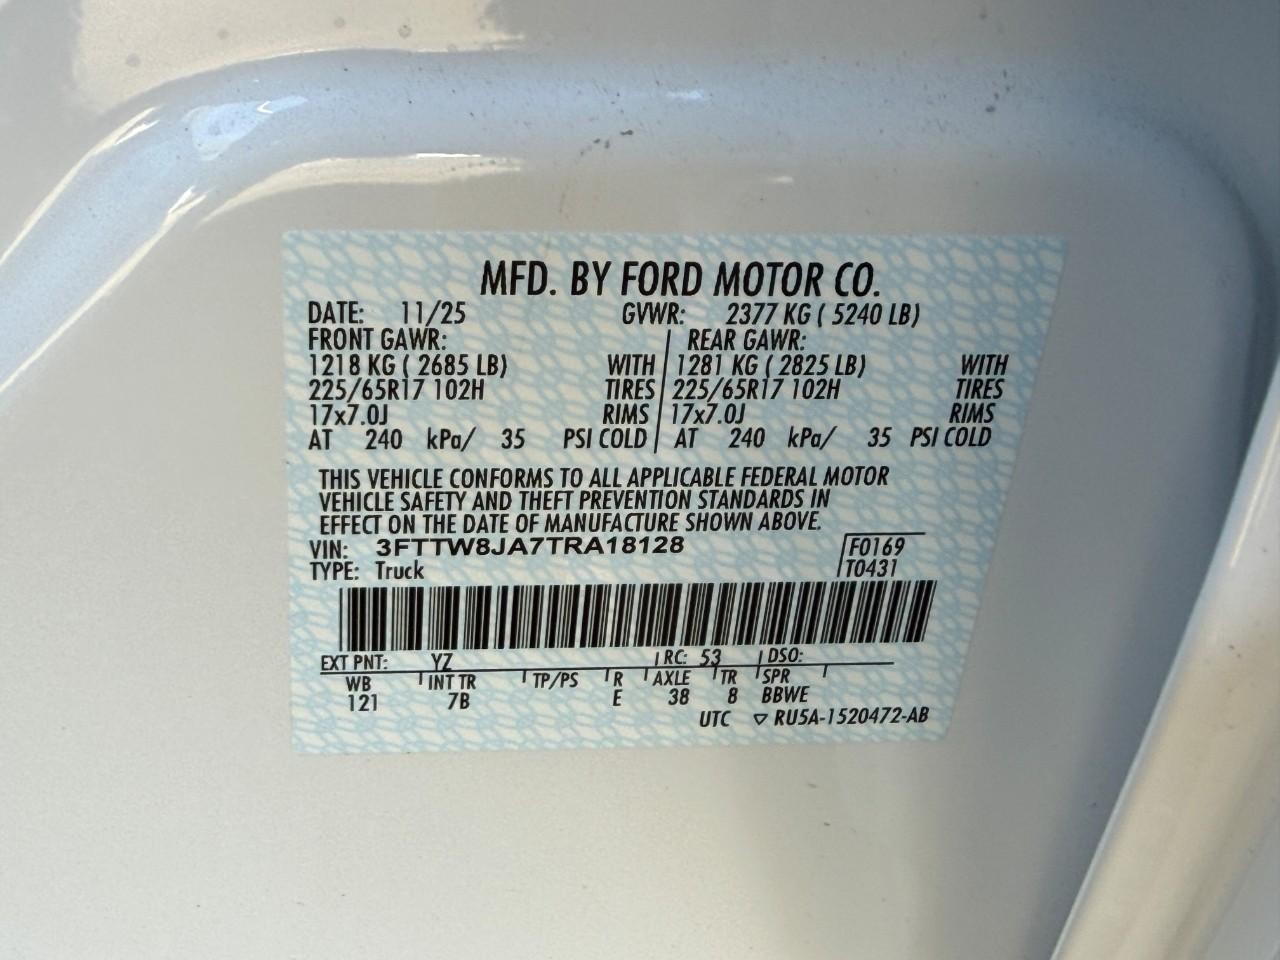 MFD. BY FORD MOTOR CO.
DATE: 11/25 GVWR: 2377 KG ( 5240 LB)
FRONT GAWR: REAR GAWR:
1218 KG ( 2685 LB) WITH 1281 KG ( 2825 LB) WITH
225/65R17 102H TIRES 225/65R17 102H TIRES
17x7.0J RIMS 17x7.0J RIMS
AT 240 kPa/ 35 PSI COLD AT 240 kPa/ 35 PSI COLD
THIS VEHICLE CONFORMS TO ALL APPLICABLE FEDERAL MOTOR
VEHICLE SAFETY AND THEFT PREVENTION STANDARDS IN
EFFECT ON THE DATE OF MANUFACTURE SHOWN ABOVE.
VIN: 3FTTW8JA7TRA18128 F0169
TYPE: Truck T0431
EXT PNT: YZ RC: 53 DSO:
WB INT TR TP/PS R AXLE TR SPR
121 7B E 38 8 BBWE
UTC ▽ RU5A-1520472-AB